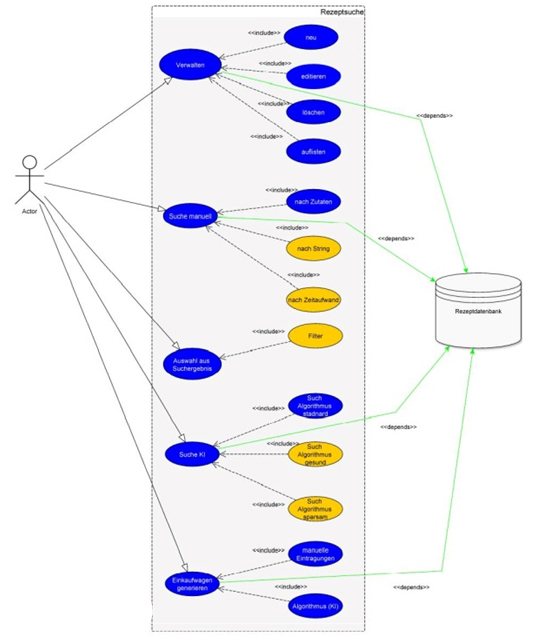 Rezeptsuche
<<include>>
neu
Verwalten
<<include>>
editieren
<<include>>
löschen
<<depends>>
<<include>>
auflisten
Actor
<<include>>
nach Zutaten
Suche manuell
<<include>>
nach String
<<depends>>
<<include>>
nach Zeitaufwand
Rezeptdatenbank
<<include>>
Filter
Auswahl aus
Suchergebnis
<<include>>
Such
Algorithmus
stadnard
<<depends>>
<<include>>
Suche KI
Such
Algorithmus
gesund
<<include>>
Such
Algorithmus
sparsam
<<include>>
manuelle
Eintragungen
Einkaufwagen
generieren
<<include>>
<<depends>>
Algorithmus (KI)